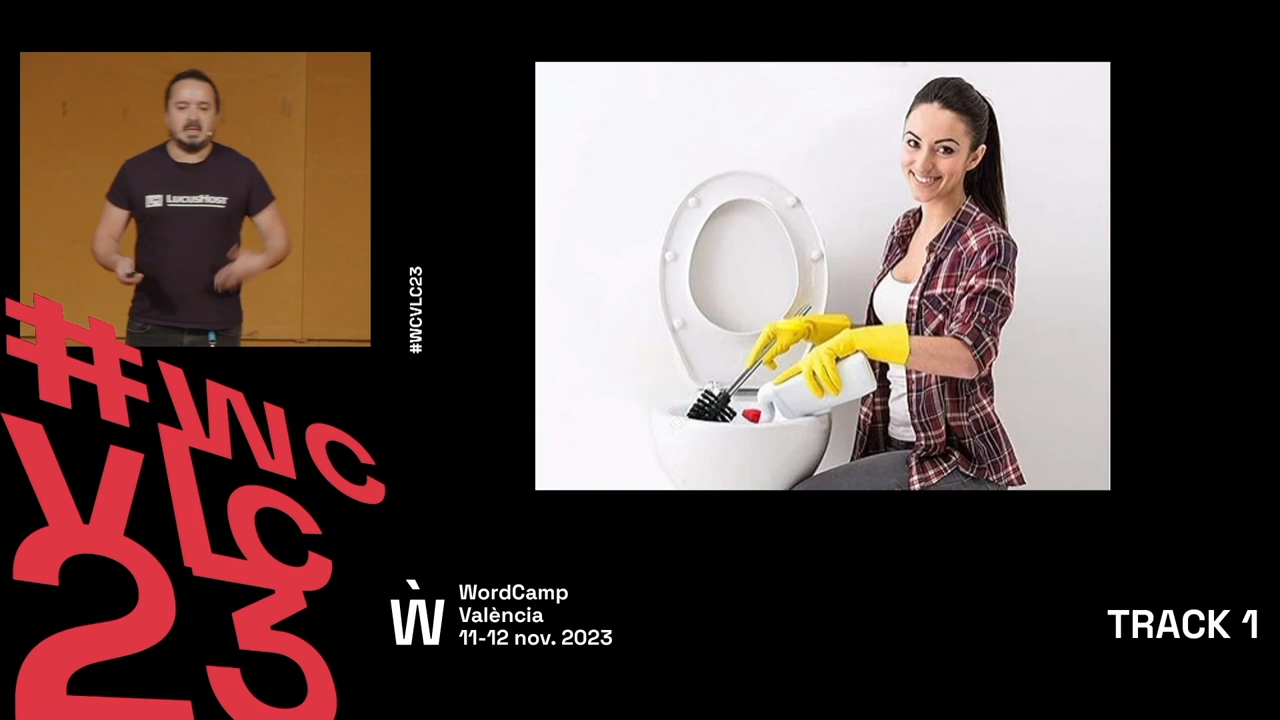 LucusHost
#WCVLC23
#WC
VLC
23
Ẁ
WordCamp
València
11-12 nov. 2023
TRACK 1